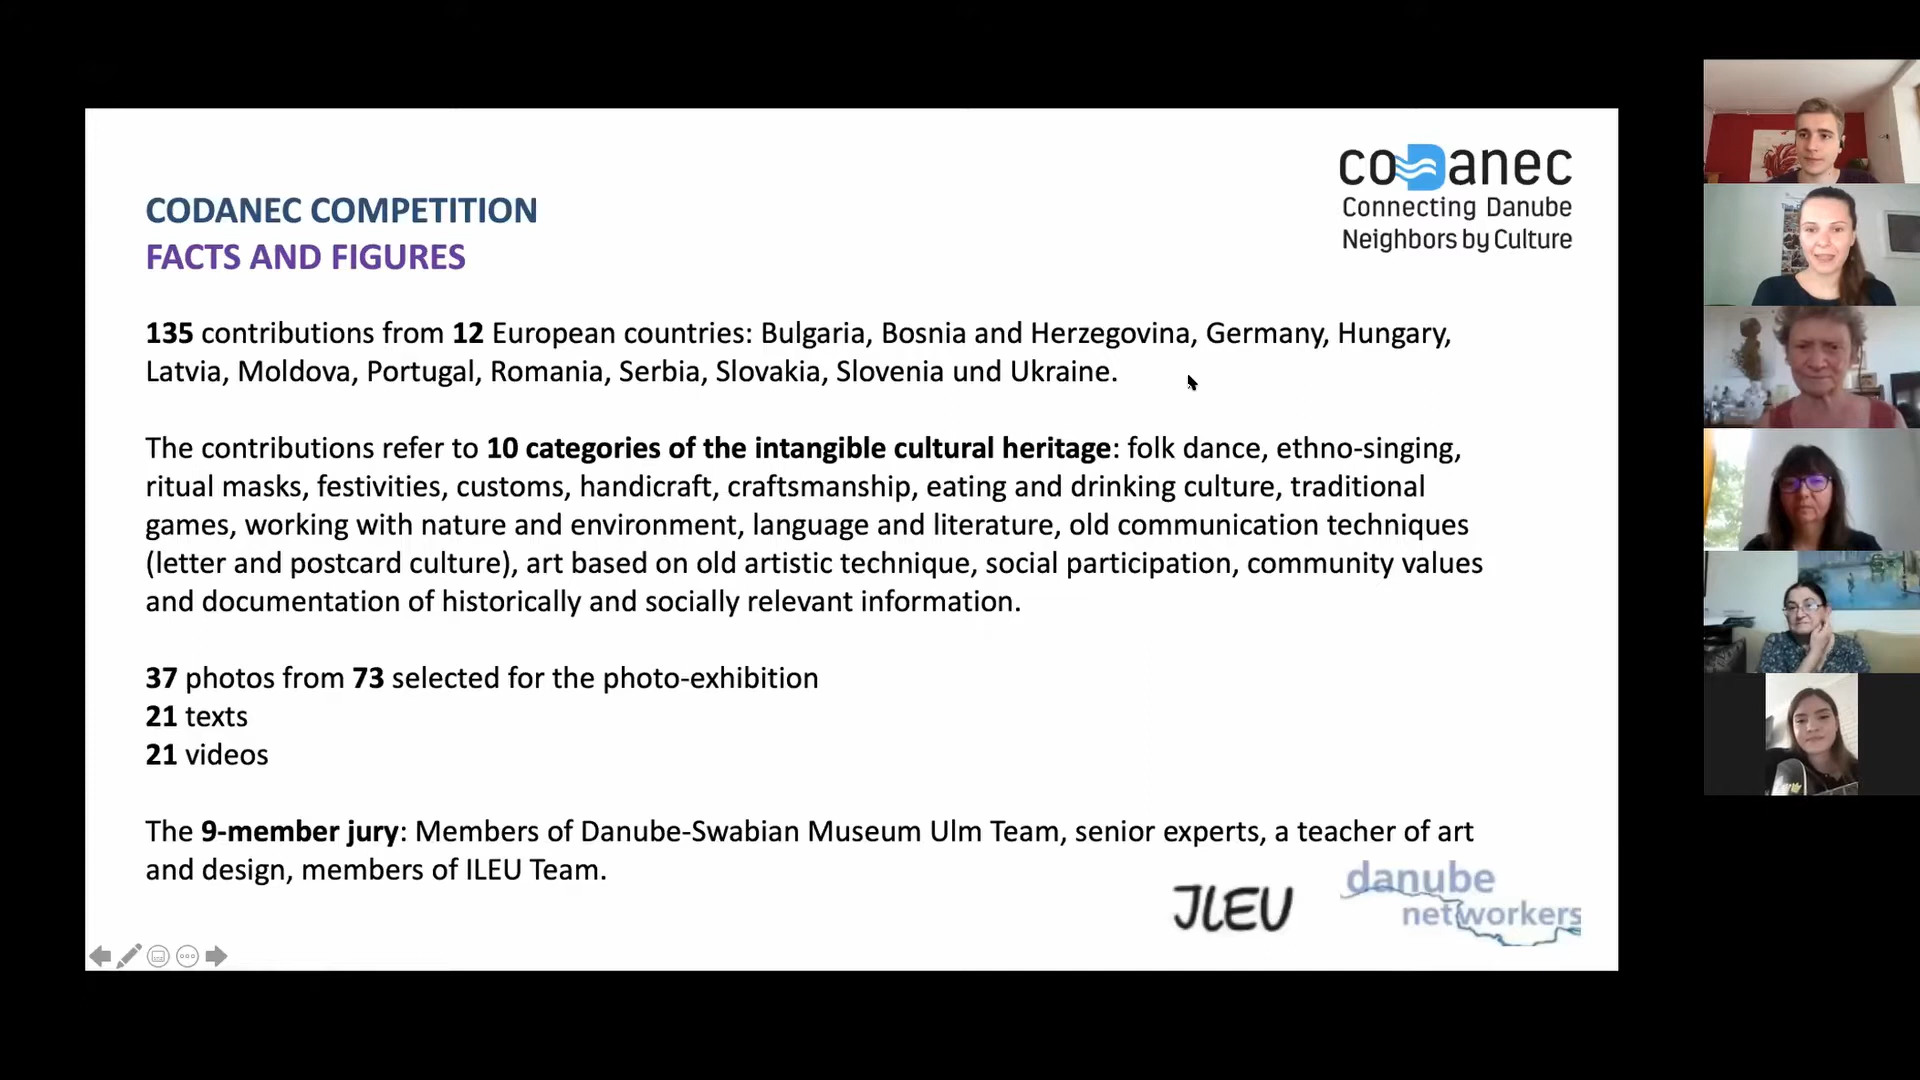 coDanec
Connecting Danube
Neighbors by Culture
CODANEC COMPETITION
FACTS AND FIGURES
135 contributions from 12 European countries: Bulgaria, Bosnia and Herzegovina, Germany, Hungary,
Latvia, Moldova, Portugal, Romania, Serbia, Slovakia, Slovenia und Ukraine.
The contributions refer to 10 categories of the intangible cultural heritage: folk dance, ethno-singing,
ritual masks, festivities, customs, handicraft, craftsmanship, eating and drinking culture, traditional
games, working with nature and environment, language and literature, old communication techniques
(letter and postcard culture), art based on old artistic technique, social participation, community values
and documentation of historically and socially relevant information.
37 photos from 73 selected for the photo-exhibition
21 texts
21 videos
The 9-member jury: Members of Danube-Swabian Museum Ulm Team, senior experts, a teacher of art
and design, members of ILEU Team.
JLEU
danube
networkers